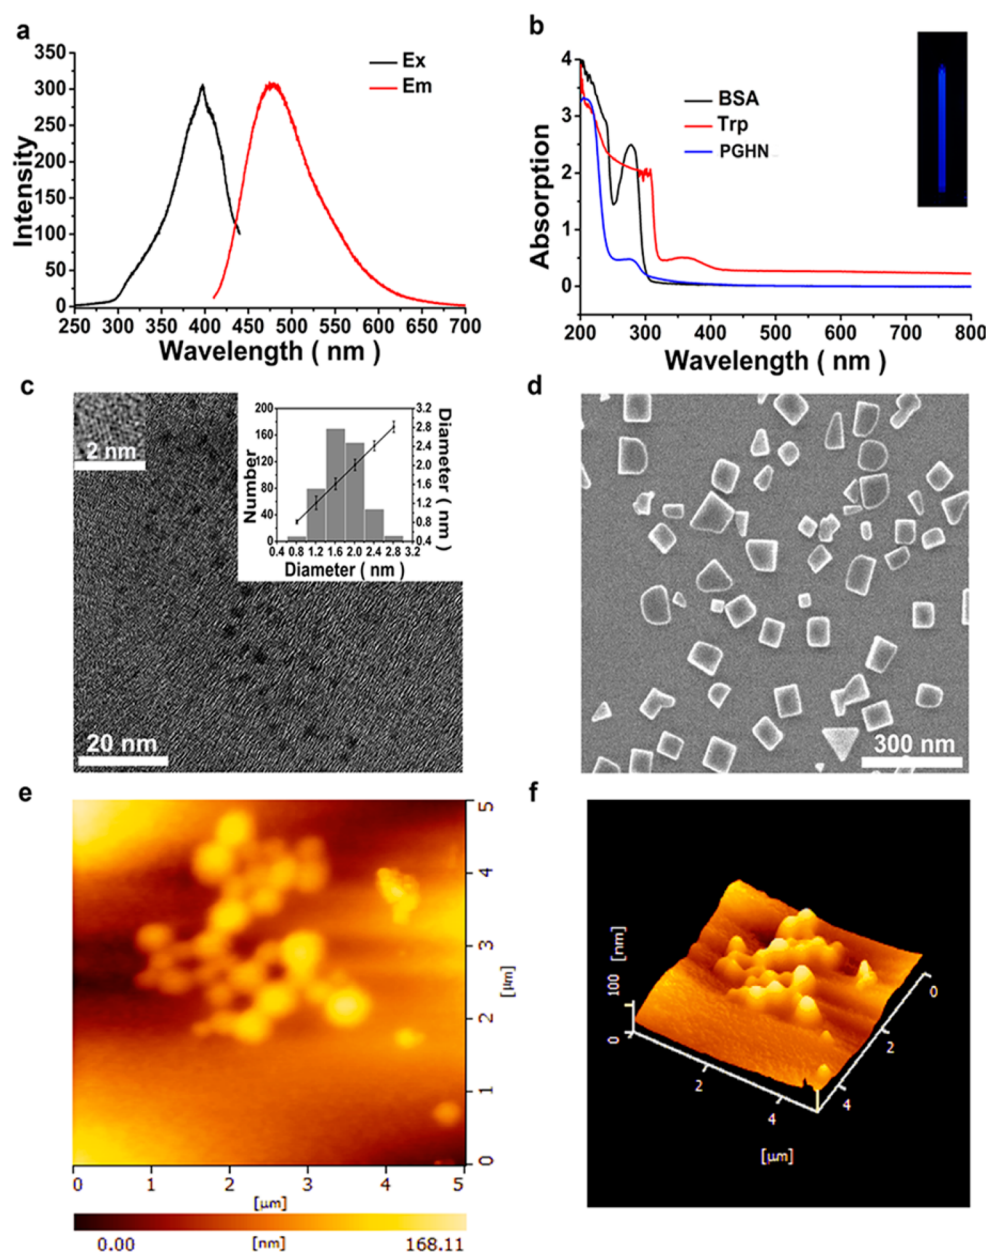 a
350
300
250
200
150
100
50
0
Intensity
Ex
Em
250 300 350 400 450 500 550 600 650 700
Wavelength ( nm )
b
4
3
2
1
0
Absorption
BSA
Trp
PGHN
200 300 400 500 600 700 800
Wavelength ( nm )
c
2 nm
200
160
120
80
40
0
Number
3.2
2.8
2.4
2.0
1.6
1.2
0.8
0.4
Diameter ( nm )
0.4 0.8 1.2 1.6 2.0 2.4 2.8 3.2
Diameter ( nm )
20 nm
d
300 nm
e
5
4
3
2
1
0
[µm]
0 1 2 3 4 5
[µm]
0.00 [nm] 168.11
f
[nm]
100
0
0
2
4
2
4
[µm]